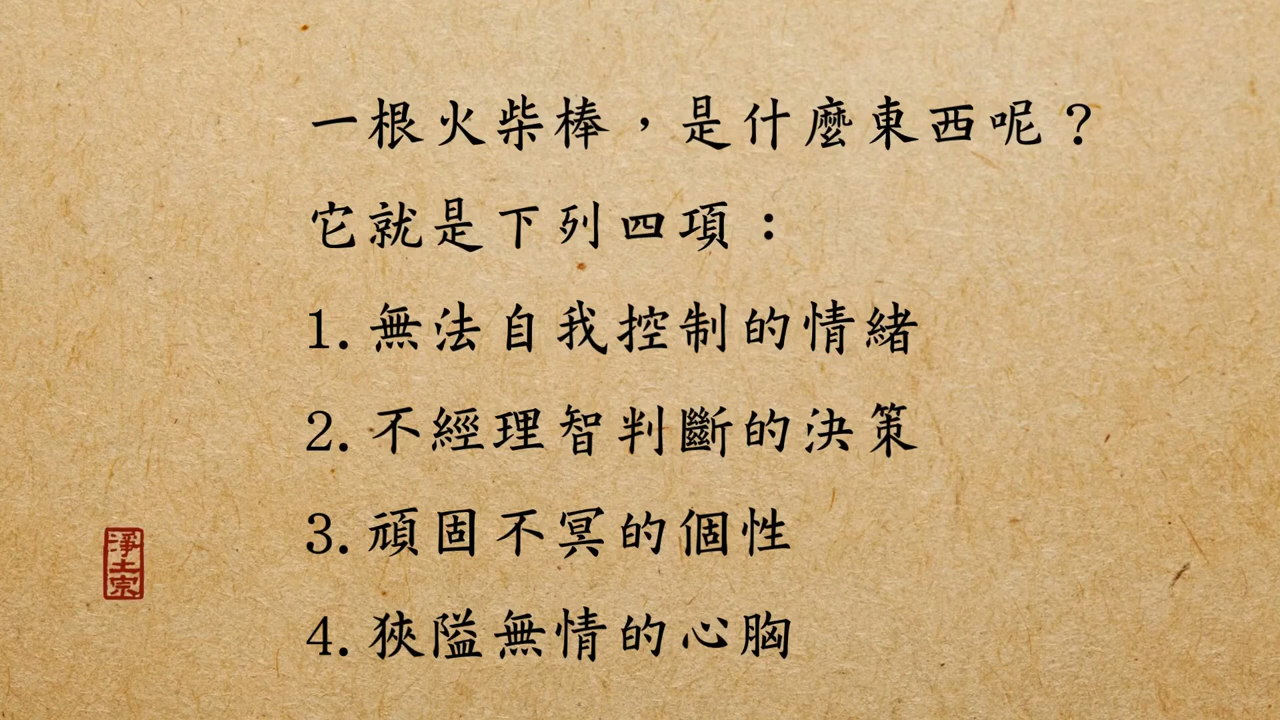 一根火柴棒，是什麼東西呢？
它就是下列四項：
1.無法自我控制的情緒
2.不經理智判斷的決策
3.頑固不冥的個性
4.狹隘無情的心胸
淨土宗